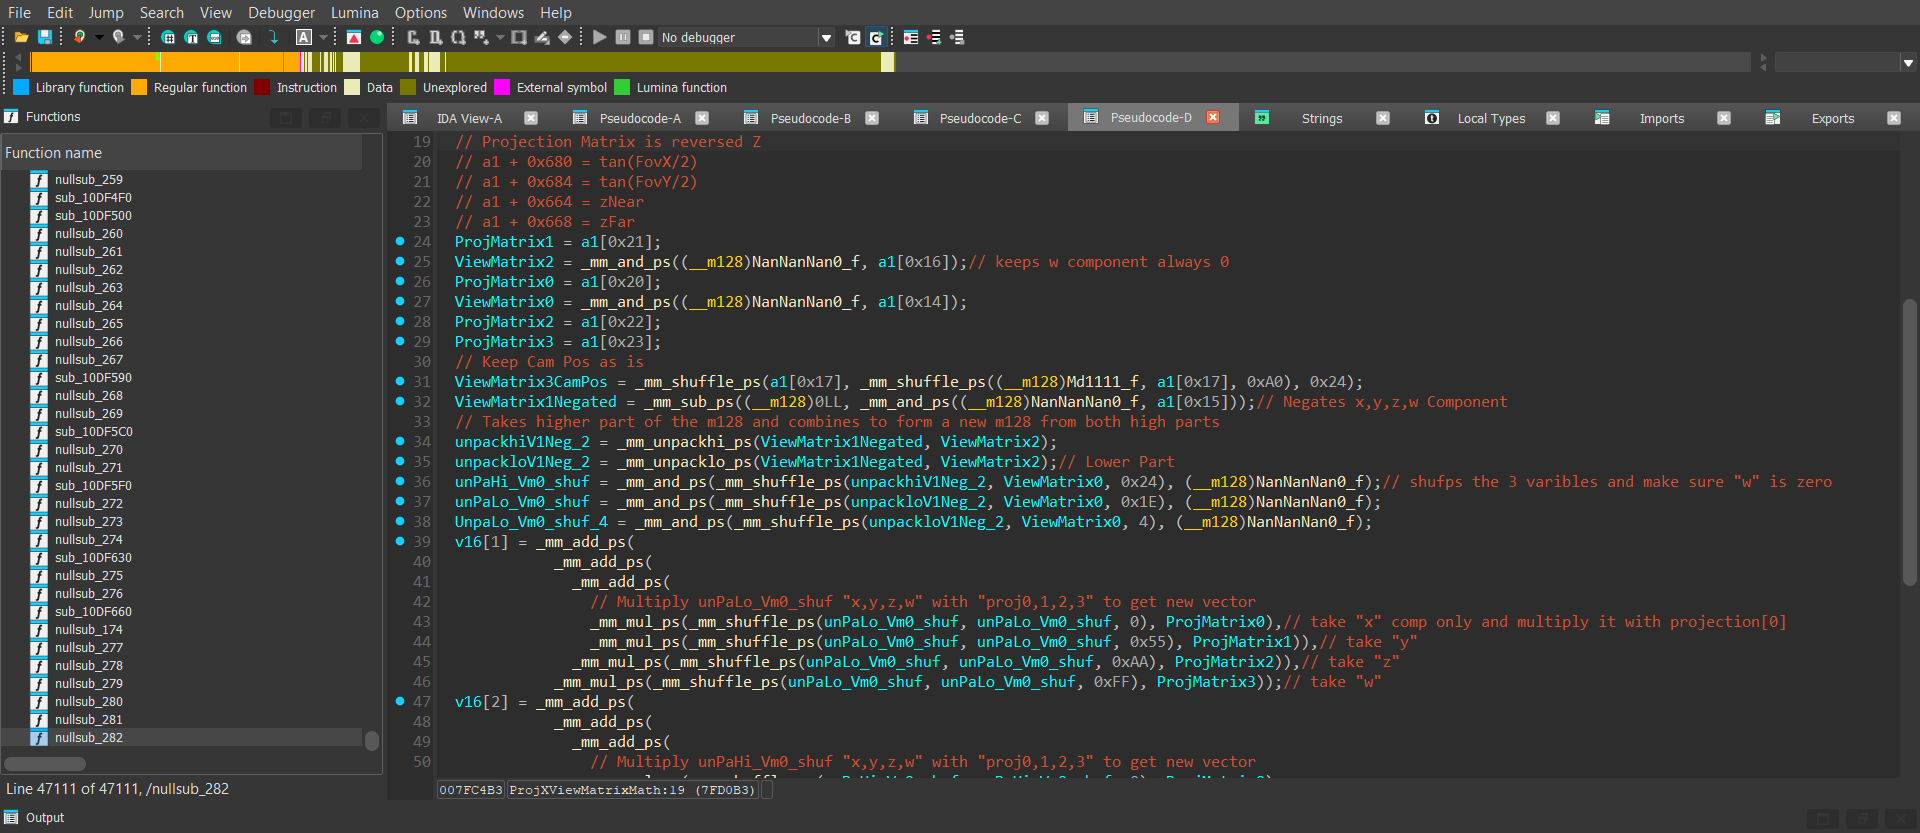 File Edit Jump Search View Debugger Lumina Options Windows Help
No debugger
Library function Regular function Instruction Data Unexplored External symbol Lumina function
Functions
IDA View-A Pseudocode-A Pseudocode-B Pseudocode-C Pseudocode-D Strings Local Types Imports Exports
Function name
nullsub_259
sub_10DF4F0
sub_10DF500
nullsub_260
nullsub_261
nullsub_262
nullsub_263
nullsub_264
nullsub_265
nullsub_266
nullsub_267
sub_10DF590
nullsub_268
nullsub_269
sub_10DF5C0
nullsub_270
nullsub_271
sub_10DF5F0
nullsub_272
nullsub_273
nullsub_274
sub_10DF630
nullsub_275
nullsub_276
sub_10DF660
nullsub_174
nullsub_277
nullsub_278
nullsub_279
nullsub_280
nullsub_281
nullsub_282
Line 47111 of 47111, /nullsub_282
19 // Projection Matrix is reversed Z
20 // a1 + 0x680 = tan(FovX/2)
21 // a1 + 0x684 = tan(FovY/2)
22 // a1 + 0x664 = zNear
23 // a1 + 0x668 = zFar
24 ProjMatrix1 = a1[0x21];
25 ViewMatrix2 = _mm_and_ps((__m128)NanNanNan0_f, a1[0x16]);// keeps w component always 0
26 ProjMatrix0 = a1[0x20];
27 ViewMatrix0 = _mm_and_ps((__m128)NanNanNan0_f, a1[0x14]);
28 ProjMatrix2 = a1[0x22];
29 ProjMatrix3 = a1[0x23];
30 // Keep Cam Pos as is
31 ViewMatrix3CamPos = _mm_shuffle_ps(a1[0x17], _mm_shuffle_ps((__m128)Md1111_f, a1[0x17], 0xA0), 0x24);
32 ViewMatrix1Negated = _mm_sub_ps((__m128)0LL, _mm_and_ps((__m128)NanNanNan0_f, a1[0x15]));// Negates x,y,z,w Component
33 // Takes higher part of the m128 and combines to form a new m128 from both high parts
34 unpackhiV1Neg_2 = _mm_unpackhi_ps(ViewMatrix1Negated, ViewMatrix2);
35 unpackloV1Neg_2 = _mm_unpacklo_ps(ViewMatrix1Negated, ViewMatrix2);// Lower Part
36 unPaHi_Vm0_shuf = _mm_and_ps(_mm_shuffle_ps(unpackhiV1Neg_2, ViewMatrix0, 0x24), (__m128)NanNanNan0_f);// shufps the 3 varibles and make sure "w" is zero
37 unPaLo_Vm0_shuf = _mm_and_ps(_mm_shuffle_ps(unpackloV1Neg_2, ViewMatrix0, 0x1E), (__m128)NanNanNan0_f);
38 UnpaLo_Vm0_shuf_4 = _mm_and_ps(_mm_shuffle_ps(unpackloV1Neg_2, ViewMatrix0, 4), (__m128)NanNanNan0_f);
39 v16[1] = _mm_add_ps(
40 _mm_add_ps(
41 _mm_add_ps(
42 // Multiply unPaLo_Vm0_shuf "x,y,z,w" with "proj0,1,2,3" to get new vector
43 _mm_mul_ps(_mm_shuffle_ps(unPaLo_Vm0_shuf, unPaLo_Vm0_shuf, 0), ProjMatrix0),// take "x" comp only and multiply it with projection[0]
44 _mm_mul_ps(_mm_shuffle_ps(unPaLo_Vm0_shuf, unPaLo_Vm0_shuf, 0x55), ProjMatrix1)),// take "y"
45 _mm_mul_ps(_mm_shuffle_ps(unPaLo_Vm0_shuf, unPaLo_Vm0_shuf, 0xAA), ProjMatrix2)),// take "z"
46 _mm_mul_ps(_mm_shuffle_ps(unPaLo_Vm0_shuf, unPaLo_Vm0_shuf, 0xFF), ProjMatrix3));// take "w"
47 v16[2] = _mm_add_ps(
48 _mm_add_ps(
49 _mm_add_ps(
50 // Multiply unPaHi_Vm0_shuf "x,y,z,w" with "proj0,1,2,3" to get new vector
007FC4B3 ProjXViewMatrixMath:19 (7FD0B3)
Output